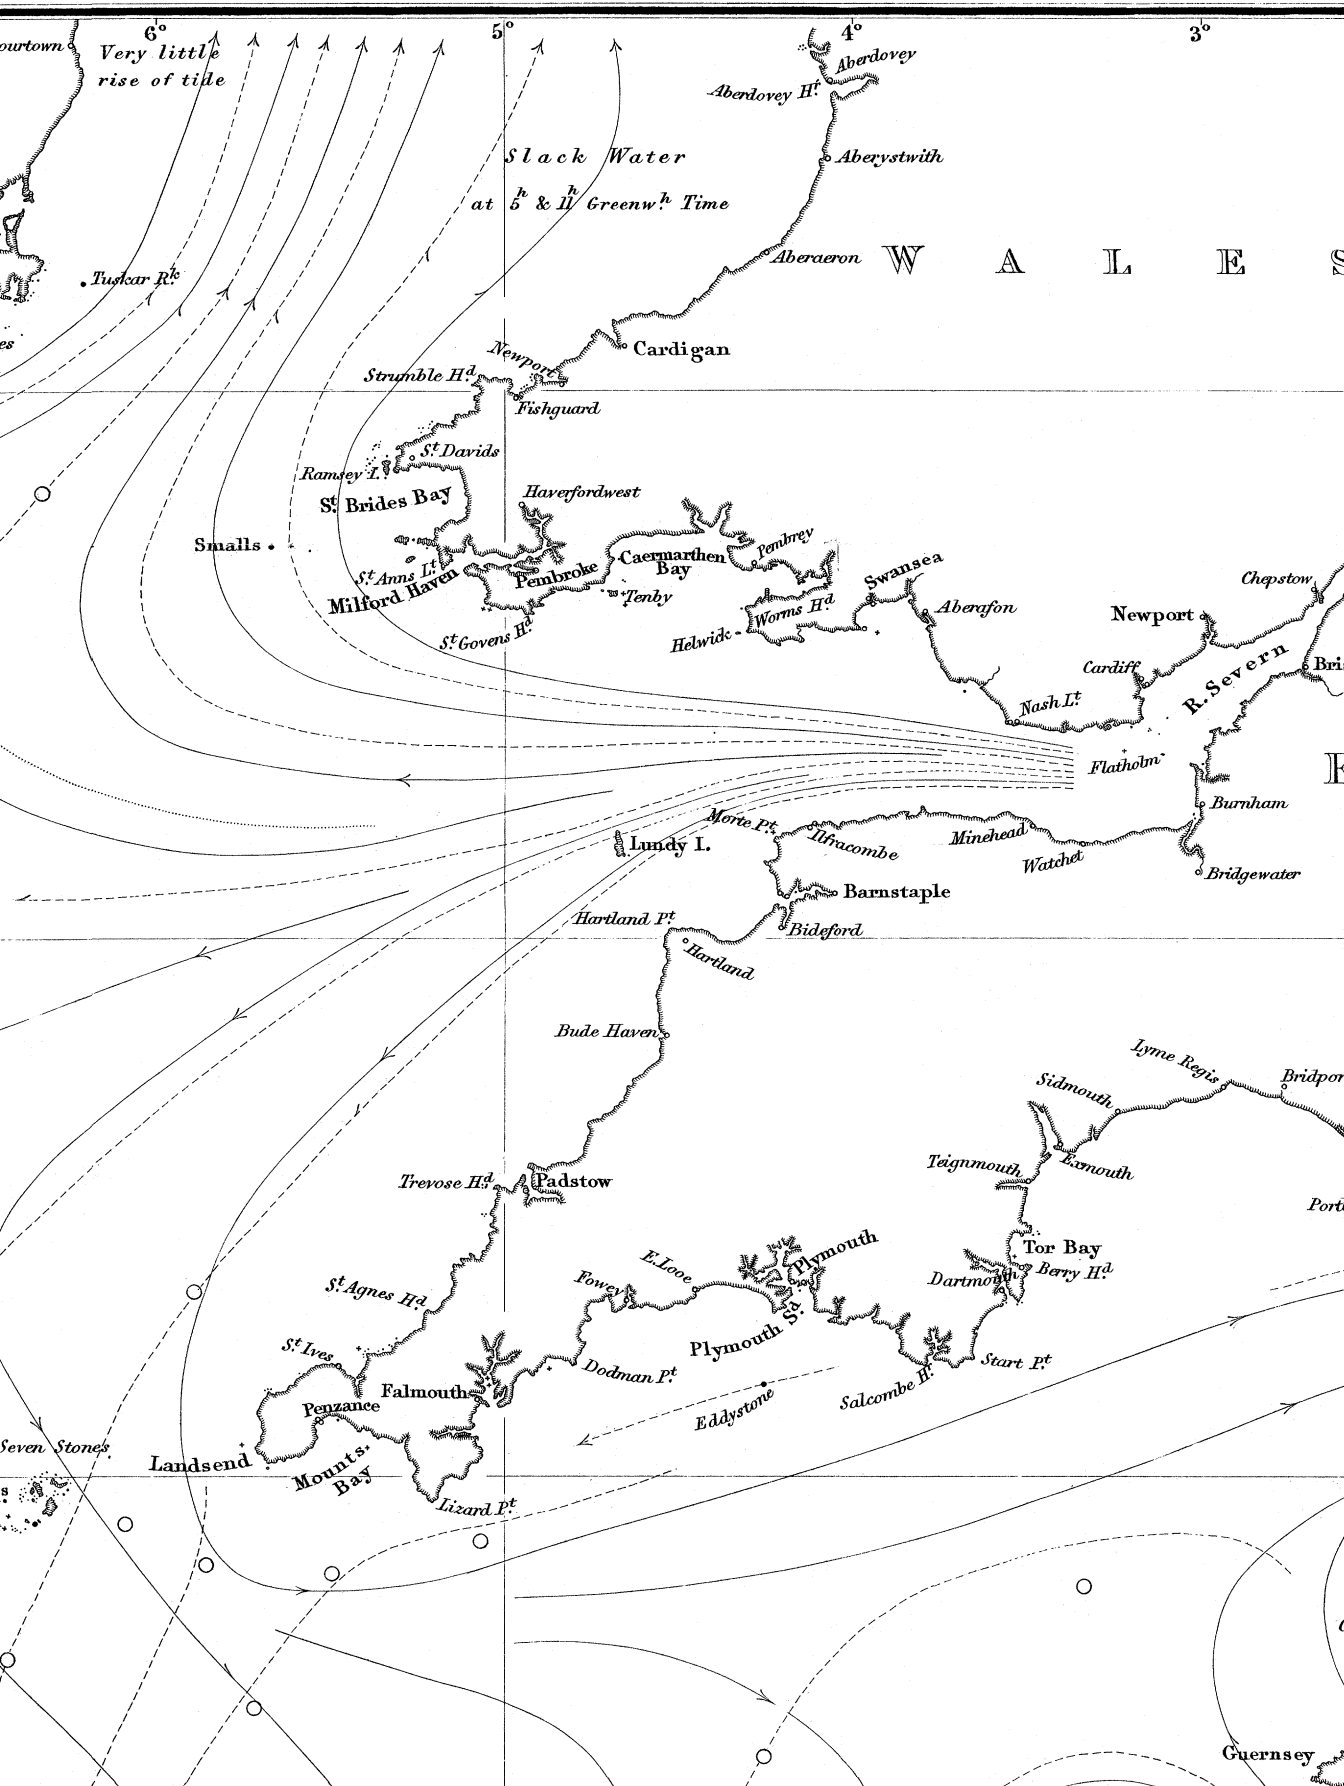 6°
5°
4°
3°
ourtown
Very little
rise of tide
Aberdovey
Aberdovey Hr.
Slack Water
at 5h & 11h Greenwh. Time
Aberystwith
Aberaeron
WALES
Tuskar Rk.
es
Cardigan
Newport
Strumble Hd.
Fishguard
St. Davids
Ramsey I.
St. Brides Bay
Haverfordwest
Smalls
St. Anns Lt.
Milford Haven
Pembroke
Caermarthen
Bay
Pembrey
Tenby
St. Govens Hd.
Swansea
Worms Hd.
Helwick
Aberafon
Chepstow
Newport
Cardiff
R. Severn
Bri
Nash Lt.
Flatholm
E
Burnham
Morte Pt.
Ilfracombe
Minehead
Watchet
Bridgewater
Lundy I.
Barnstaple
Hartland Pt.
Bideford
Hartland
Bude Haven
Lyme Regis
Bridpor
Sidmouth
Exmouth
Teignmouth
Trevose Hd.
Padstow
Port
Tor Bay
Berry Hd.
Dartmouth
Plymouth
E. Looe
Fowey
St. Agnes Hd.
Plymouth Sd.
St. Ives
Dodman Pt.
Start Pt.
Salcombe Hr.
Eddystone
Falmouth
Penzance
Seven Stones
s
Landsend
Mounts
Bay
Lizard Pt.
Guernsey